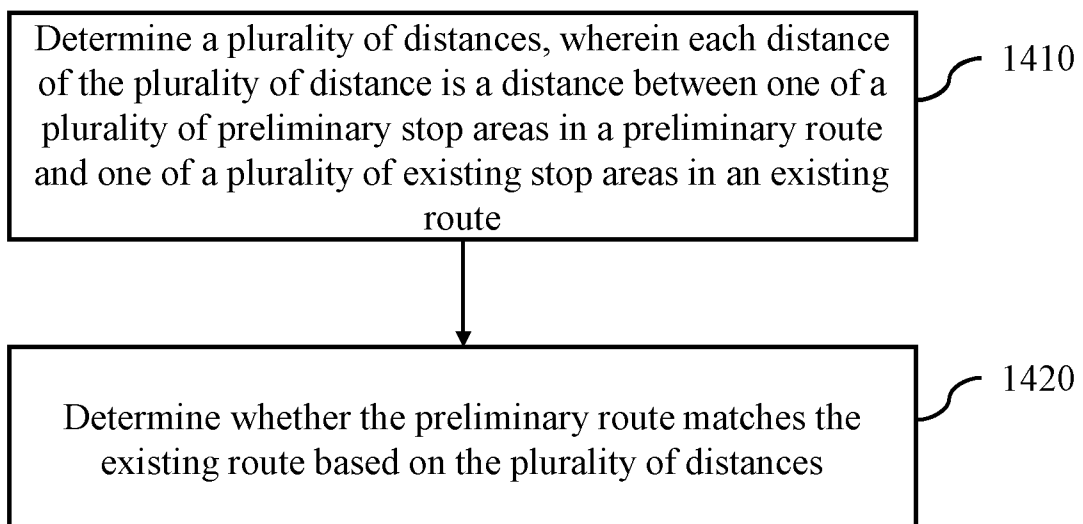 Determine a plurality of distances, wherein each distance
of the plurality of distance is a distance between one of a
plurality of preliminary stop areas in a preliminary route
and one of a plurality of existing stop areas in an existing
route
1410
Determine whether the preliminary route matches the
existing route based on the plurality of distances
1420